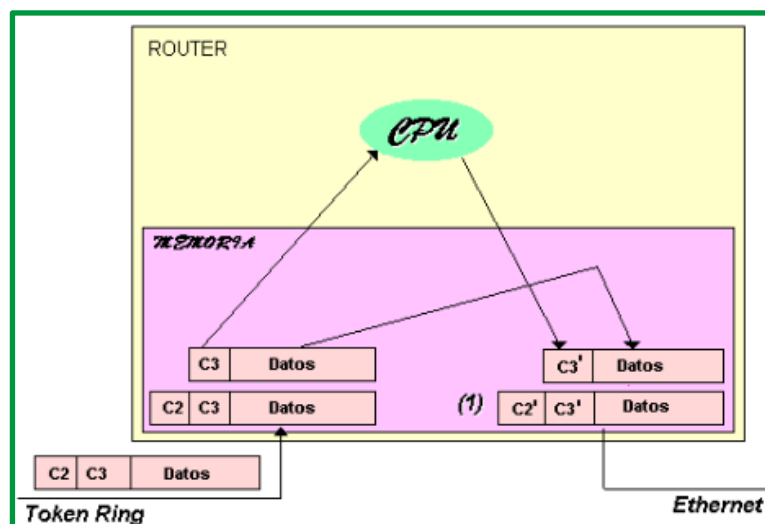 ROUTER
CPU
MEMORIA
C3 Datos
C3' Datos
C2 C3 Datos
(1)
C2' C3' Datos
C2 C3 Datos
Token Ring
Ethernet